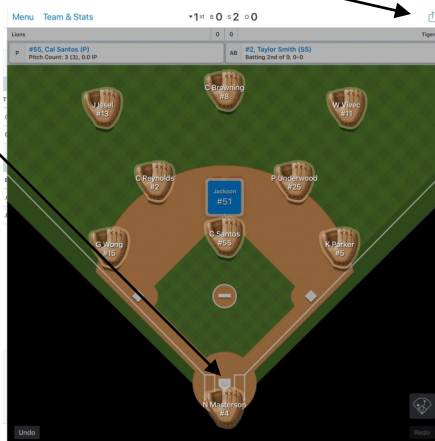 Menu Team & Stats ▼1st B 0 S 2 O 0
Lions 0 0 Tiger
P #55, Cal Santos (P)
Pitch Count: 3 (3), 0.0 IP
AB #2, Taylor Smith (SS)
Batting 2nd of 9, 0-0
C Browning
#8
J Issel
#13
W Vivec
#11
C Reynolds
#2
P Underwood
#25
Jackson
#51
C Santos
#55
G Wong
#15
K Parker
#5
N Masterson
#4
Undo Redo